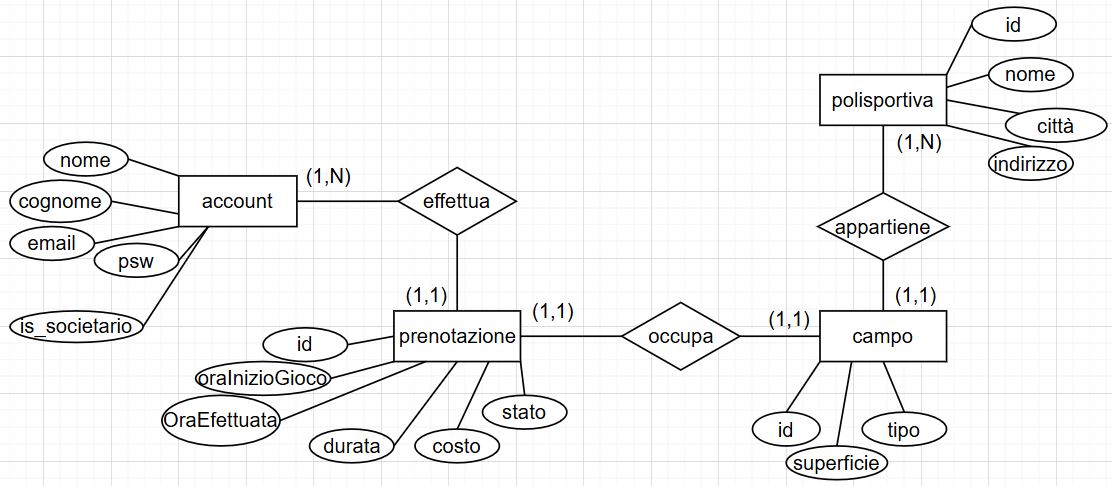 id
nome
città
indirizzo
polisportiva
(1,N)
appartiene
(1,1)
nome
cognome
email
psw
is_societario
account
(1,N)
effettua
(1,1)
prenotazione
(1,1)
occupa
(1,1)
campo
id
oraInizioGioco
OraEfettuata
durata
costo
stato
id
superficie
tipo